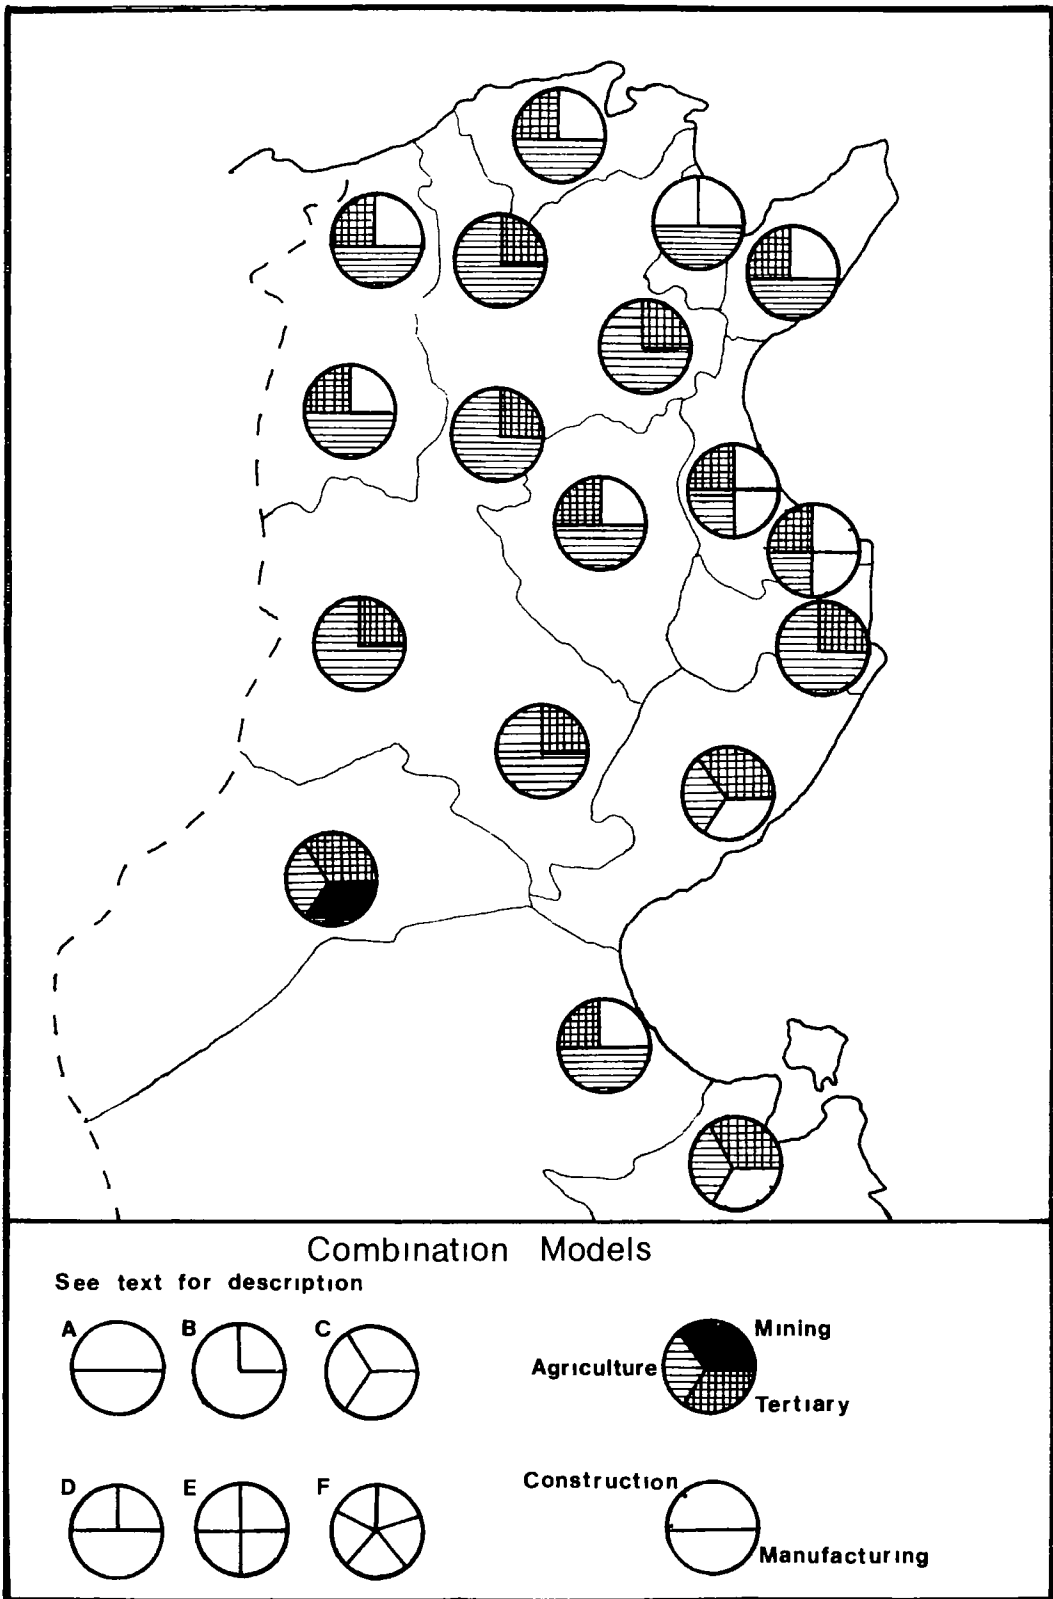 Combination Models
See text for description
A
B
C
Mining
Agriculture
Tertiary
D
E
F
Construction
Manufacturing